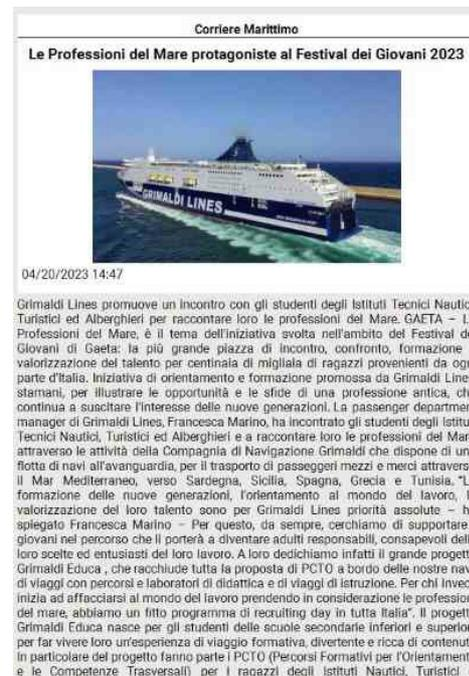 Corriere Marittimo
Le Professioni del Mare protagoniste al Festival dei Giovani 2023
GRIMALDI LINES
04/20/2023 14:47
Grimaldi Lines promuove un incontro con gli studenti degli Istituti Tecnici Nautic
Turistici ed Alberghieri per raccontare loro le professioni del Mare. GAETA – L
Professioni del Mare, è il tema dell'iniziativa svolta nell'ambito del Festival de
Giovani di Gaeta: la più grande piazza di incontro, confronto, formazione
valorizzazione del talento per centinaia di migliaia di ragazzi provenienti da ogr
parte d'Italia. Iniziativa di orientamento e formazione promossa da Grimaldi Line
stamani, per illustrare le opportunità e le sfide di una professione antica, ch
continua a suscitare l'interesse delle nuove generazioni. La passenger departmer
manager di Grimaldi Lines, Francesca Marino, ha incontrato gli studenti degli Istitu
Tecnici Nautici, Turistici ed Alberghieri e a raccontare loro le professioni del Mar
attraverso le attività della Compagnia di Navigazione Grimaldi che dispone di un
flotta di navi all'avanguardia, per il trasporto di passeggeri mezzi e merci attravers
il Mar Mediterraneo, verso Sardegna, Sicilia, Spagna, Grecia e Tunisia. "L
formazione delle nuove generazioni, l'orientamento al mondo del lavoro, l
valorizzazione del loro talento sono per Grimaldi Lines priorità assolute – h
spiegato Francesca Marino – Per questo, da sempre, cerchiamo di supportare
giovani nel percorso che li porterà a diventare adulti responsabili, consapevoli dell
loro scelte ed entusiasti del loro lavoro. A loro dedichiamo infatti il grande progett
Grimaldi Educa , che racchiude tutta la proposta di PCTO a bordo delle nostre nav
di viaggi con percorsi e laboratori di didattica e di viaggi di istruzione. Per chi invec
inizia ad affacciarsi al mondo del lavoro prendendo in considerazione le profession
del mare, abbiamo un fitto programma di recruiting day in tutta Italia". Il progett
Grimaldi Educa nasce per gli studenti delle scuole secondarie inferiori e superior
per far vivere loro un'esperienza di viaggio formativa, divertente e ricca di contenut
In particolare del progetto fanno parte i PCTO (Percorsi Formativi per l'Orientament
e le Competenze Trasversali) per i ragazzi degli Istituti Nautici, Turistici